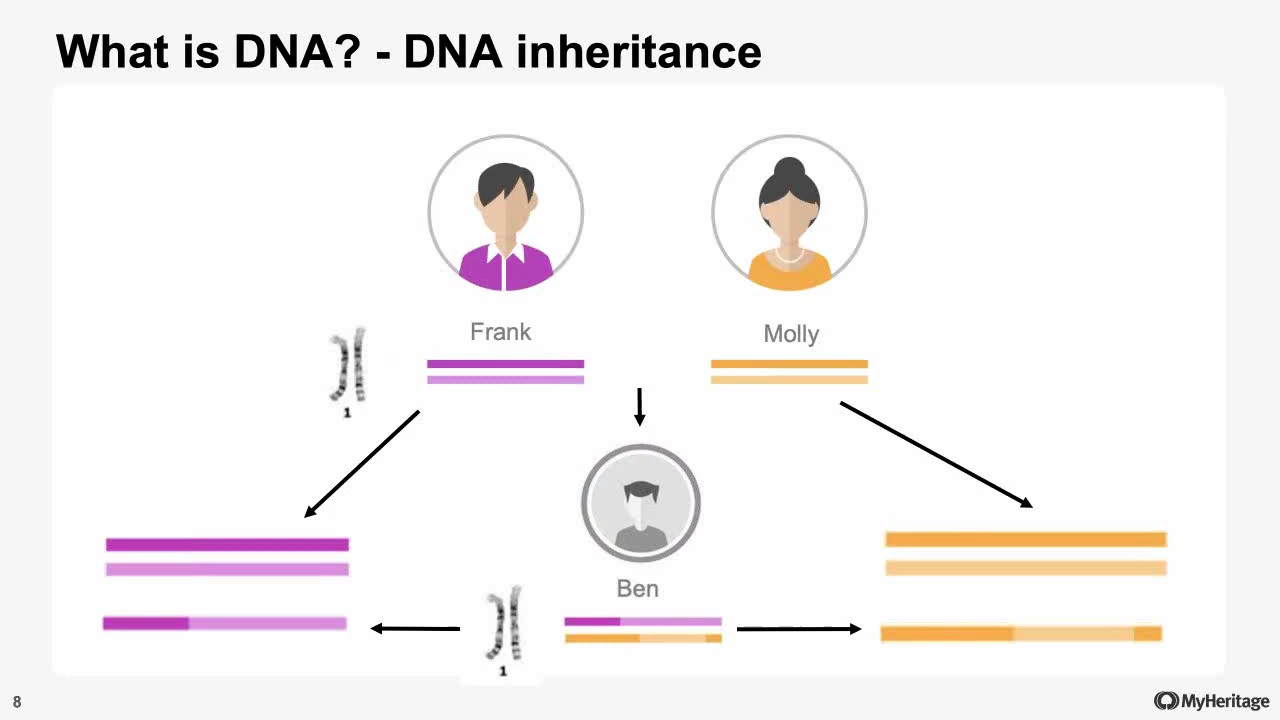 What is DNA? - DNA inheritance
Frank
Molly
1
Ben
1
8
MyHeritage